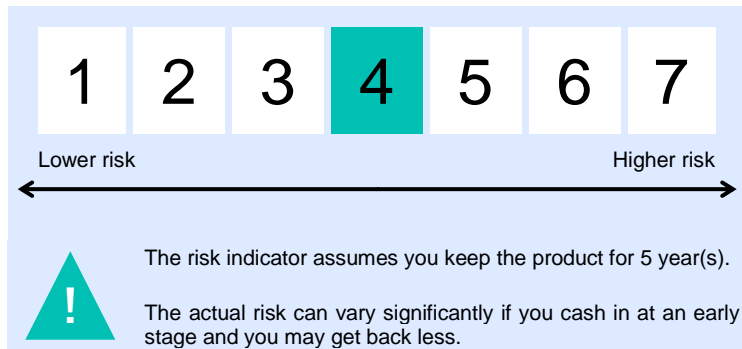 1 2 3 4 5 6 7
Lower risk Higher risk
!
The risk indicator assumes you keep the product for 5 year(s).
The actual risk can vary significantly if you cash in at an early
stage and you may get back less.